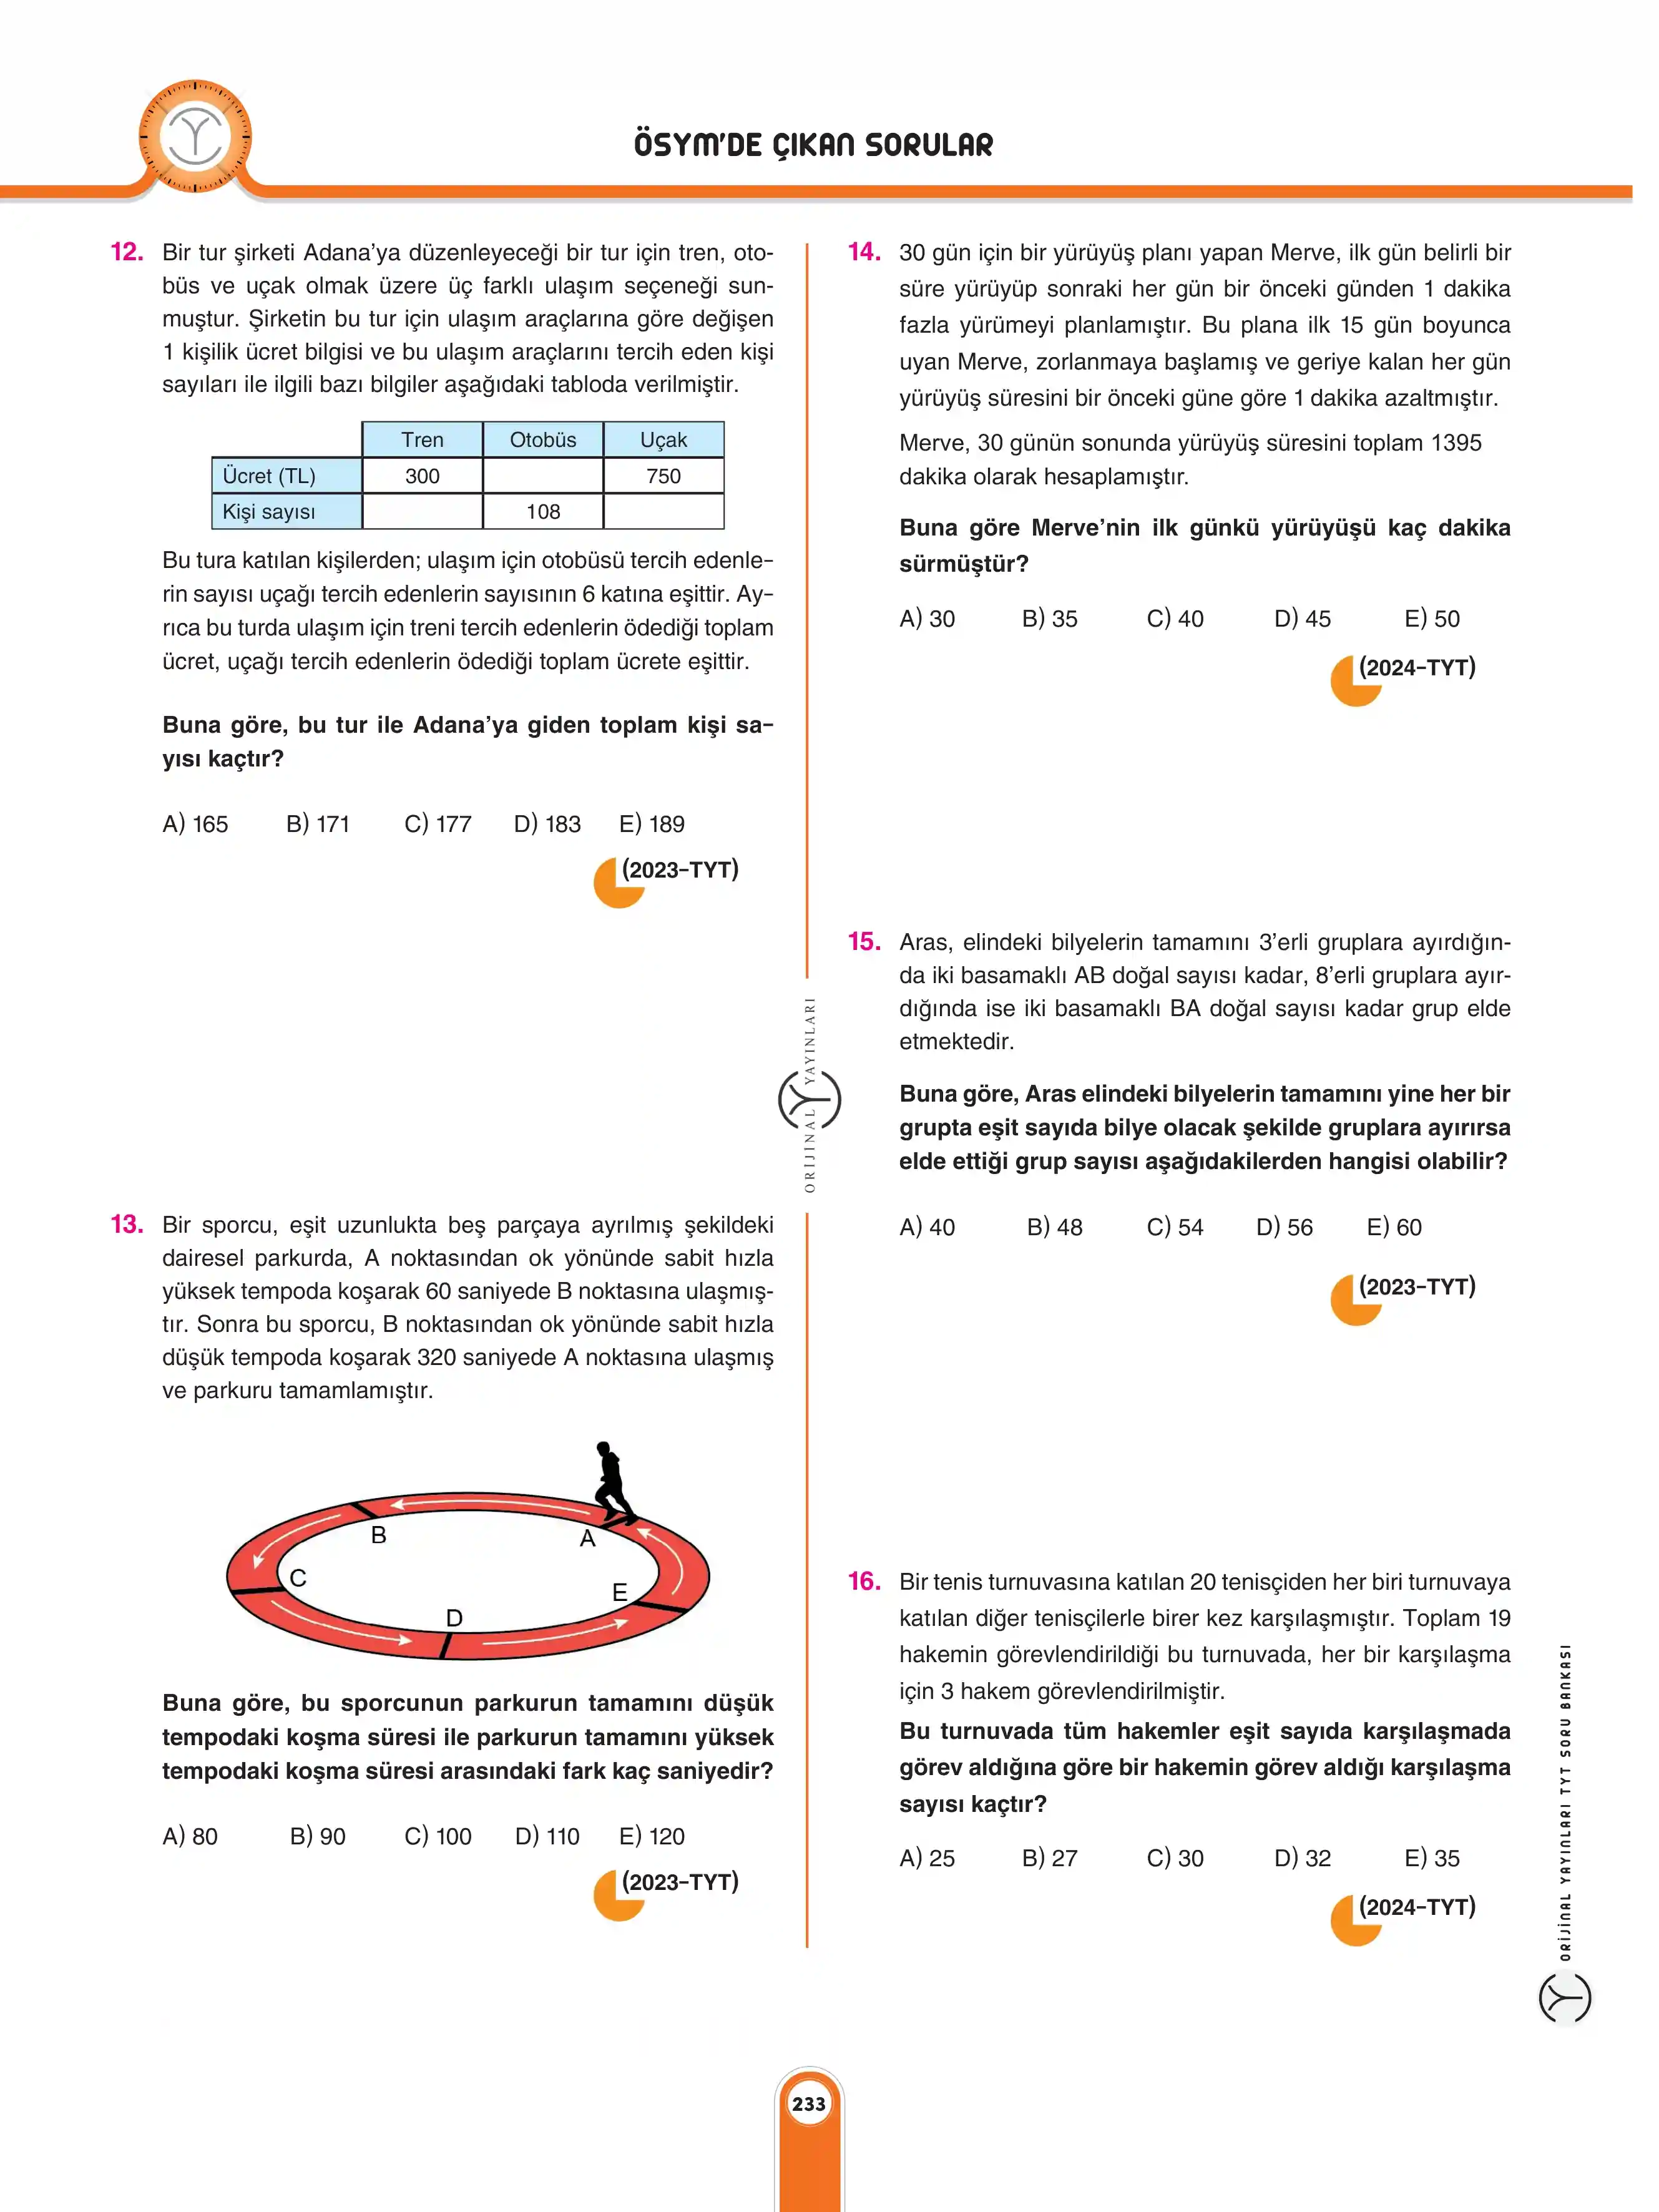 ÖSYM'DE ÇIKAN SORULAR
12. Bir tur şirketi Adana'ya düzenleyeceği bir tur için tren, oto-
büs ve uçak olmak üzere üç farklı ulaşım seçeneği sun-
muştur. Şirketin bu tur için ulaşım araçlarına göre değişen
1 kişilik ücret bilgisi ve bu ulaşım araçlarını tercih eden kişi
sayıları ile ilgili bazı bilgiler aşağıdaki tabloda verilmiştir.
Tren Otobüs Uçak
Ücret (TL) 300 750
Kişi sayısı 108
Bu tura katılan kişilerden; ulaşım için otobüsü tercih edenle-
rin sayısı uçağı tercih edenlerin sayısının 6 katına eşittir. Ay-
rıca bu turda ulaşım için treni tercih edenlerin ödediği toplam
ücret, uçağı tercih edenlerin ödediği toplam ücrete eşittir.
Buna göre, bu tur ile Adana'ya giden toplam kişi sa-
yısı kaçtır?
A) 165 B) 171 C) 177 D) 183 E) 189
(2023-TYT)
13. Bir sporcu, eşit uzunlukta beş parçaya ayrılmış şekildeki
dairesel parkurda, A noktasından ok yönünde sabit hızla
yüksek tempoda koşarak 60 saniyede B noktasına ulaşmış-
tır. Sonra bu sporcu, B noktasından ok yönünde sabit hızla
düşük tempoda koşarak 320 saniyede A noktasına ulaşmış
ve parkuru tamamlamıştır.
B A
C E
D
Buna göre, bu sporcunun parkurun tamamını düşük
tempodaki koşma süresi ile parkurun tamamını yüksek
tempodaki koşma süresi arasındaki fark kaç saniyedir?
A) 80 B) 90 C) 100 D) 110 E) 120
(2023-TYT)
ORİJİNAL YAYINLARI
14. 30 gün için bir yürüyüş planı yapan Merve, ilk gün belirli bir
süre yürüyüp sonraki her gün bir önceki günden 1 dakika
fazla yürümeyi planlamıştır. Bu plana ilk 15 gün boyunca
uyan Merve, zorlanmaya başlamış ve geriye kalan her gün
yürüyüş süresini bir önceki güne göre 1 dakika azaltmıştır.
Merve, 30 günün sonunda yürüyüş süresini toplam 1395
dakika olarak hesaplamıştır.
Buna göre Merve'nin ilk günkü yürüyüşü kaç dakika
sürmüştür?
A) 30 B) 35 C) 40 D) 45 E) 50
(2024-TYT)
15. Aras, elindeki bilyelerin tamamını 3'erli gruplara ayırdığın-
da iki basamaklı AB doğal sayısı kadar, 8'erli gruplara ayır-
dığında ise iki basamaklı BA doğal sayısı kadar grup elde
etmektedir.
Buna göre, Aras elindeki bilyelerin tamamını yine her bir
grupta eşit sayıda bilye olacak şekilde gruplara ayırırsa
elde ettiği grup sayısı aşağıdakilerden hangisi olabilir?
A) 40 B) 48 C) 54 D) 56 E) 60
(2023-TYT)
16. Bir tenis turnuvasına katılan 20 tenisçiden her biri turnuvaya
katılan diğer tenisçilerle birer kez karşılaşmıştır. Toplam 19
hakemin görevlendirildiği bu turnuvada, her bir karşılaşma
için 3 hakem görevlendirilmiştir.
Bu turnuvada tüm hakemler eşit sayıda karşılaşmada
görev aldığına göre bir hakemin görev aldığı karşılaşma
sayısı kaçtır?
A) 25 B) 27 C) 30 D) 32 E) 35
(2024-TYT)
ORİJİNAL YAYINLARI TYT SORU BANKASI
233